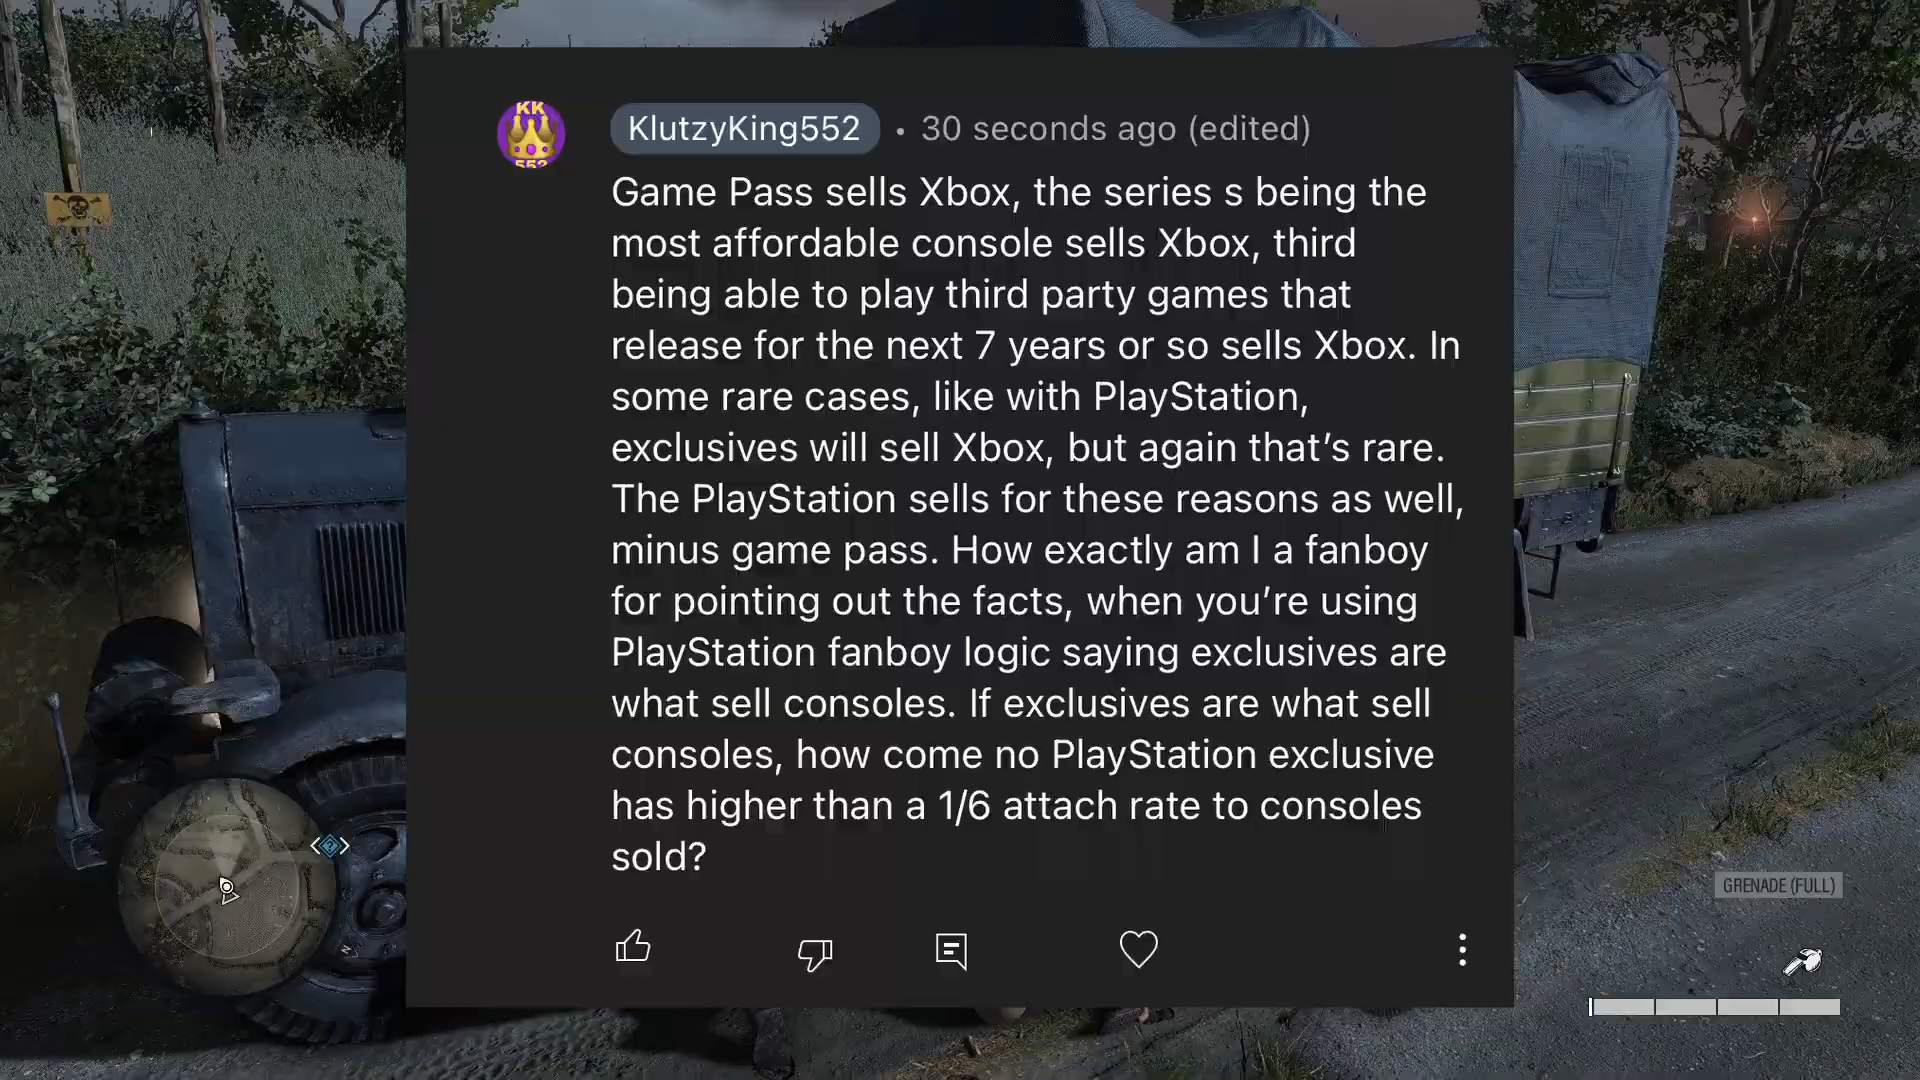 KK
552
KlutzyKing552 • 30 seconds ago (edited)
Game Pass sells Xbox, the series s being the
most affordable console sells Xbox, third
being able to play third party games that
release for the next 7 years or so sells Xbox. In
some rare cases, like with PlayStation,
exclusives will sell Xbox, but again that’s rare.
The PlayStation sells for these reasons as well,
minus game pass. How exactly am I a fanboy
for pointing out the facts, when you’re using
PlayStation fanboy logic saying exclusives are
what sell consoles. If exclusives are what sell
consoles, how come no PlayStation exclusive
has higher than a 1/6 attach rate to consoles
sold?
?
N
GRENADE (FULL)